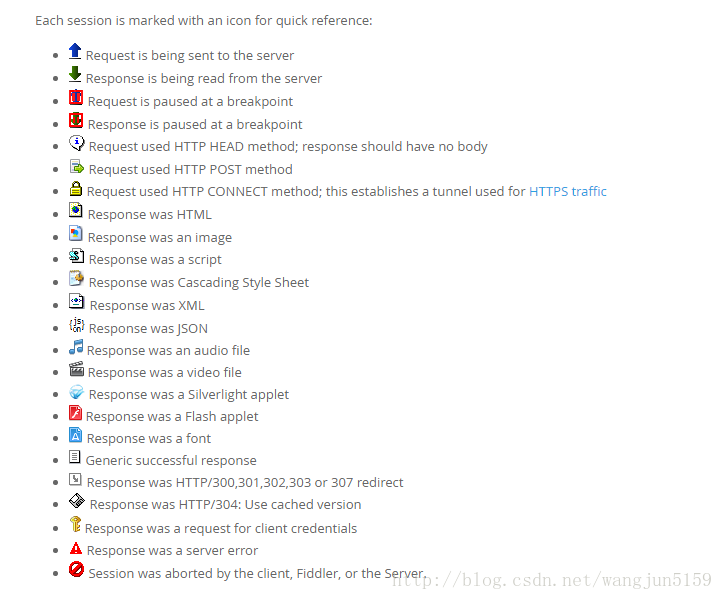 Each session is marked with an icon for quick reference:
Request is being sent to the server
Response is being read from the server
Request is paused at a breakpoint
Response is paused at a breakpoint
Request used HTTP HEAD method; response should have no body
Request used HTTP POST method
Request used HTTP CONNECT method; this establishes a tunnel used for HTTPS traffic
Response was HTML
Response was an image
Response was a script
Response was Cascading Style Sheet
Response was XML
Response was JSON
Response was an audio file
Response was a video file
Response was a Silverlight applet
Response was a Flash applet
Response was a font
Generic successful response
Response was HTTP/300,301,302,303 or 307 redirect
Response was HTTP/304: Use cached version
Response was a request for client credentials
Response was a server error
Session was aborted by the client, Fiddler, or the Server.
http://blog.csdn.net/wangjun5159